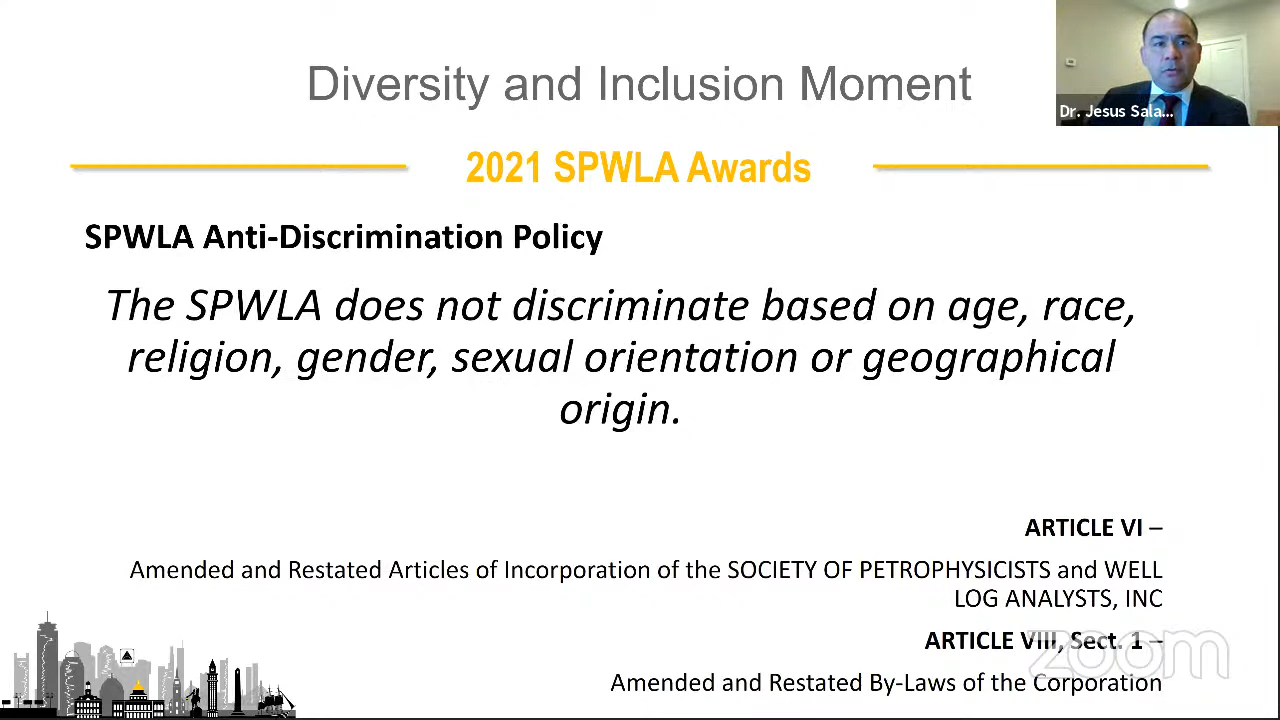 Diversity and Inclusion Moment
Dr. Jesus Sala...
2021 SPWLA Awards
SPWLA Anti-Discrimination Policy
The SPWLA does not discriminate based on age, race,
religion, gender, sexual orientation or geographical
origin.
ARTICLE VI –
Amended and Restated Articles of Incorporation of the SOCIETY OF PETROPHYSICISTS and WELL
LOG ANALYSTS, INC
ARTICLE VIII, Sect. 1 –
zoom
Amended and Restated By-Laws of the Corporation